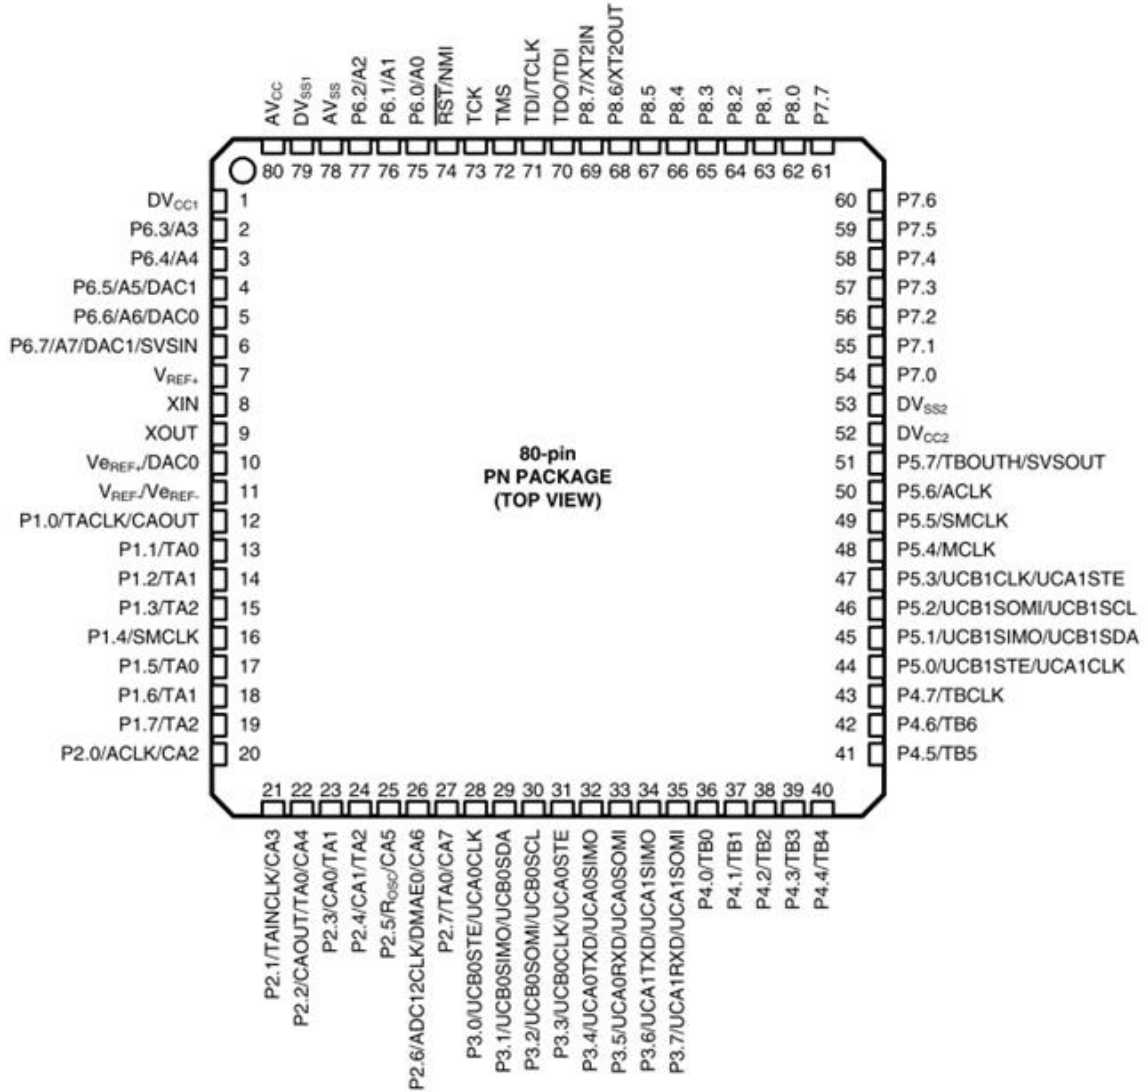 AVCC
DVSS1
AVSS
P6.2/A2
P6.1/A1
P6.0/A0
RST/NMI
TCK
TMS
TDI/TCLK
TDO/TDI
P8.7/XT2IN
P8.6/XT2OUT
P8.5
P8.4
P8.3
P8.2
P8.1
P8.0
P7.7
80 79 78 77 76 75 74 73 72 71 70 69 68 67 66 65 64 63 62 61
DVCC1 1
P6.3/A3 2
P6.4/A4 3
P6.5/A5/DAC1 4
P6.6/A6/DAC0 5
P6.7/A7/DAC1/SVSIN 6
VREF+ 7
XIN 8
XOUT 9
VeREF+/DAC0 10
VREF-/VeREF- 11
P1.0/TACLK/CAOUT 12
P1.1/TA0 13
P1.2/TA1 14
P1.3/TA2 15
P1.4/SMCLK 16
P1.5/TA0 17
P1.6/TA1 18
P1.7/TA2 19
P2.0/ACLK/CA2 20
80-pin
PN PACKAGE
(TOP VIEW)
60 P7.6
59 P7.5
58 P7.4
57 P7.3
56 P7.2
55 P7.1
54 P7.0
53 DVSS2
52 DVCC2
51 P5.7/TBOUTH/SVSOUT
50 P5.6/ACLK
49 P5.5/SMCLK
48 P5.4/MCLK
47 P5.3/UCB1CLK/UCA1STE
46 P5.2/UCB1SOMI/UCB1SCL
45 P5.1/UCB1SIMO/UCB1SDA
44 P5.0/UCB1STE/UCA1CLK
43 P4.7/TBCLK
42 P4.6/TB6
41 P4.5/TB5
21 22 23 24 25 26 27 28 29 30 31 32 33 34 35 36 37 38 39 40
P2.1/TAINCLK/CA3
P2.2/CAOUT/TA0/CA4
P2.3/CA0/TA1
P2.4/CA1/TA2
P2.5/ROSC/CA5
P2.6/ADC12CLK/DMAE0/CA6
P2.7/TA0/CA7
P3.0/UCB0STE/UCA0CLK
P3.1/UCB0SIMO/UCB0SDA
P3.2/UCB0SOMI/UCB0SCL
P3.3/UCB0CLK/UCA0STE
P3.4/UCA0TXD/UCA0SIMO
P3.5/UCA0RXD/UCA0SOMI
P3.6/UCA1TXD/UCA1SIMO
P3.7/UCA1RXD/UCA1SOMI
P4.0/TB0
P4.1/TB1
P4.2/TB2
P4.3/TB3
P4.4/TB4